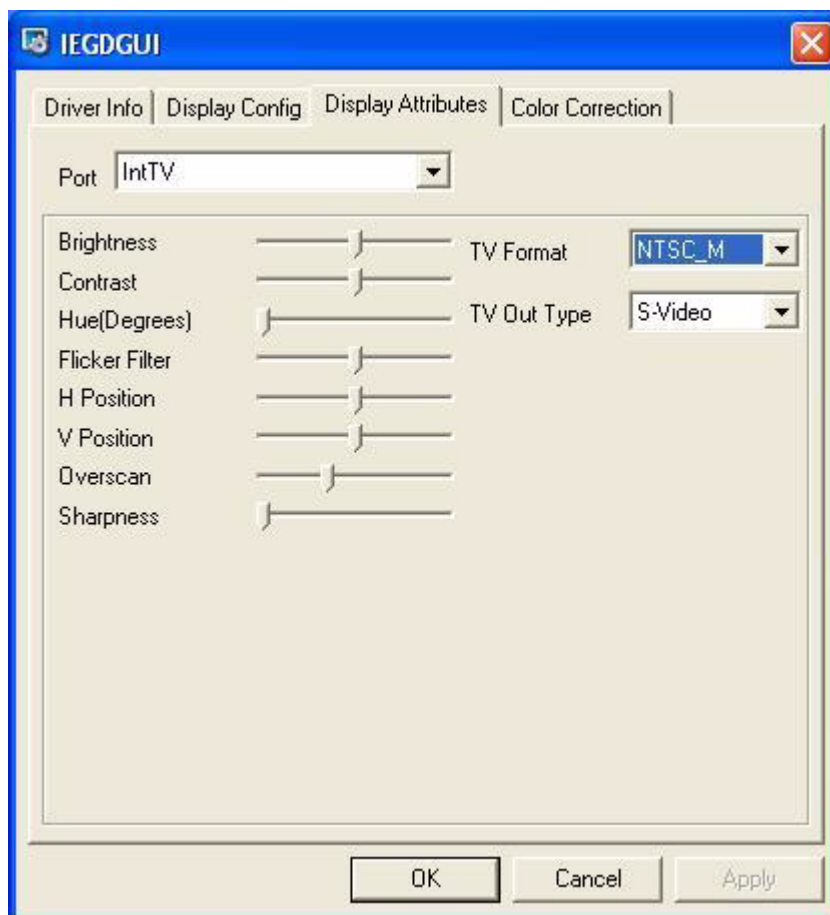 IEGDGUI
Driver Info
Display Config
Display Attributes
Color Correction
Port
IntTV
Brightness
Contrast
Hue(Degrees)
Flicker Filter
H Position
V Position
Overscan
Sharpness
TV Format
NTSC_M
TV Out Type
S-Video
OK
Cancel
Apply